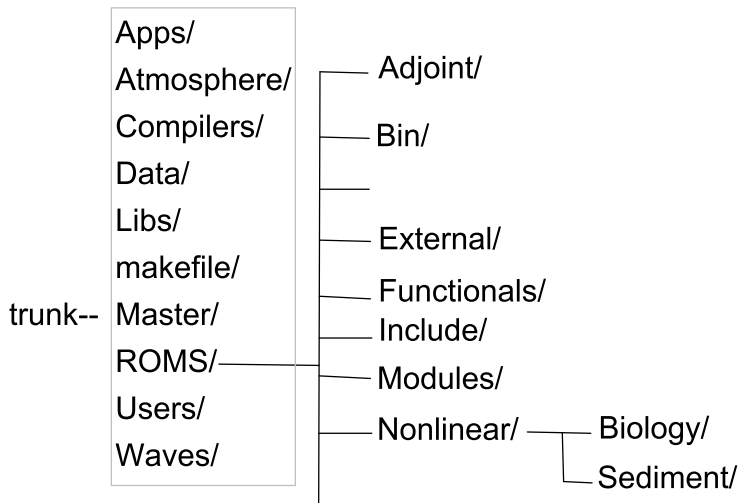 Apps/
Atmosphere/
Compilers/
Data/
Libs/
makefile/
trunk-- Master/
ROMS/
Users/
Waves/
Adjoint/
Bin/
External/
Functionals/
Include/
Modules/
Nonlinear/
Biology/
Sediment/